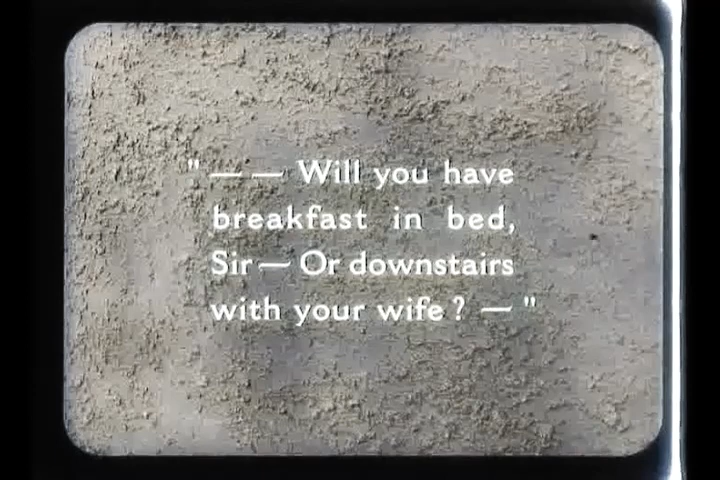 "— — Will you have
breakfast in bed,
Sir— Or downstairs
with your wife? — "